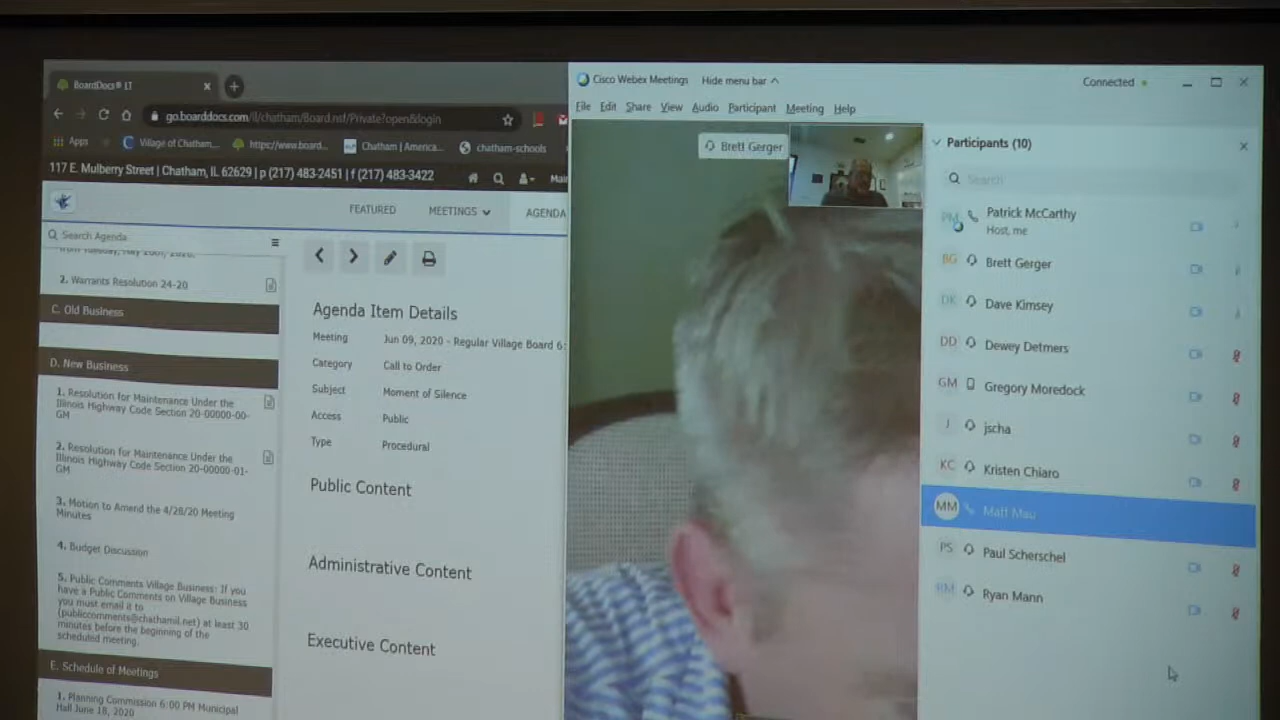 BoardDocs® LT
go.boarddocs.com/il/chatham/Board.nsf/Private?open&login
Apps
Village of Chatham,...
https://www.board...
Chatham | America...
chatham-schools
117 E. Mulberry Street | Chatham, IL 62629 | p (217) 483-2451 | f (217) 483-3422
FEATURED
MEETINGS
AGENDA
Search Agenda
2. Warrants Resolution 24-20
C. Old Business
D. New Business
1. Resolution for Maintenance Under the
Illinois Highway Code Section 20-00000-00-
GM
2. Resolution for Maintenance Under the
Illinois Highway Code Section 20-00000-01-
GM
3. Motion to Amend the 4/28/20 Meeting
Minutes
4. Budget Discussion
5. Public Comments Village Business: If you
have a Public Comments on Village Business
you must email it to
(publiccomments@chathamil.net) at least 30
minutes before the beginning of the
scheduled meeting.
E. Schedule of Meetings
1. Planning Commission 6:00 PM Municipal
Hall June 18, 2020
Agenda Item Details
Meeting Jun 09, 2020 - Regular Village Board 6:
Category Call to Order
Subject Moment of Silence
Access Public
Type Procedural
Public Content
Administrative Content
Executive Content
Cisco Webex Meetings Hide menu bar
Connected
File Edit Share View Audio Participant Meeting Help
Brett Gerger
Participants (10)
Search
PM Patrick McCarthy
Host, me
BG Brett Gerger
DK Dave Kimsey
DD Dewey Detmers
GM Gregory Moredock
J jscha
KC Kristen Chiaro
MM Matt Mau
PS Paul Scherschel
RM Ryan Mann